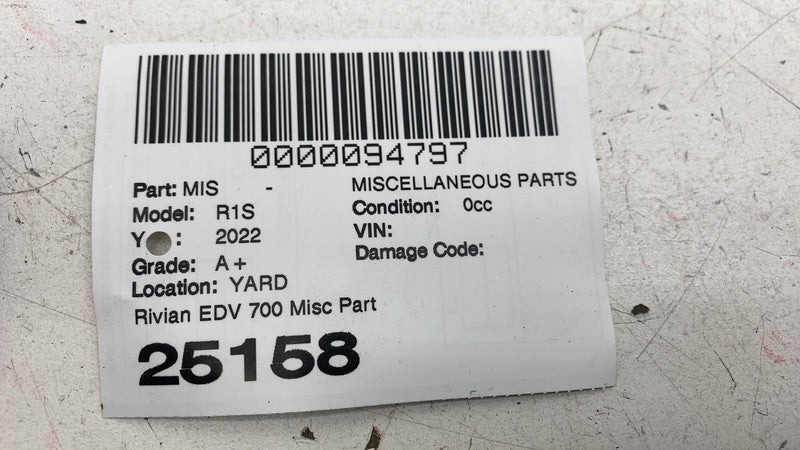 0000094797
Part: MIS - MISCELLANEOUS PARTS
Model: R1S Condition: 0cc
Y : 2022 VIN:
Grade: A+ Damage Code:
Location: YARD
Rivian EDV 700 Misc Part
25158